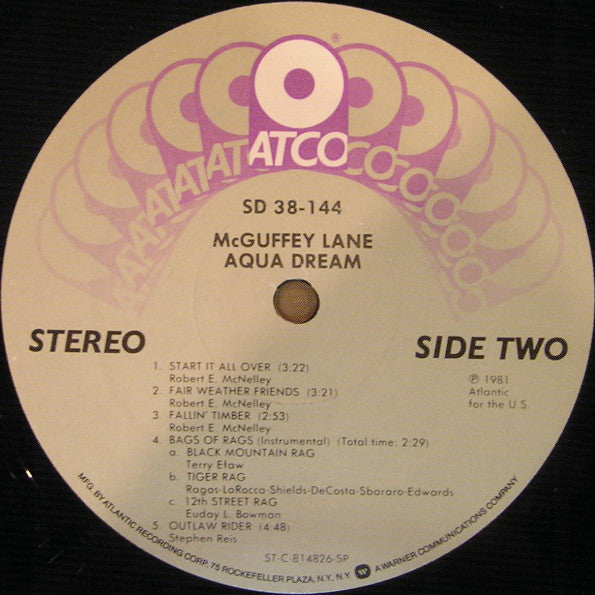 ATCO
®
SD 38-144
McGUFFEY LANE
AQUA DREAM
STEREO
SIDE TWO
1. START IT ALL OVER (3:22)
Robert E. McNelley
2. FAIR WEATHER FRIENDS (3:21)
Robert E. McNelley
3. FALLIN' TIMBER (2:53)
Robert E. McNelley
4. BAGS OF RAGS (Instrumental) (Total time: 2:29)
a. BLACK MOUNTAIN RAG
Terry Efaw
b. TIGER RAG
Ragas-LaRocca-Shields-DeCosta-Sbararo-Edwards
c. 12th STREET RAG
Euday L. Bowman
5. OUTLAW RIDER (4:48)
Stephen Reis
℗ 1981
Atlantic
for the U.S.
ST-C-814826-SP
MFG. BY ATLANTIC RECORDING CORP. 75 ROCKEFELLER PLAZA, N.Y. N.Y. A WARNER COMMUNICATIONS COMPANY